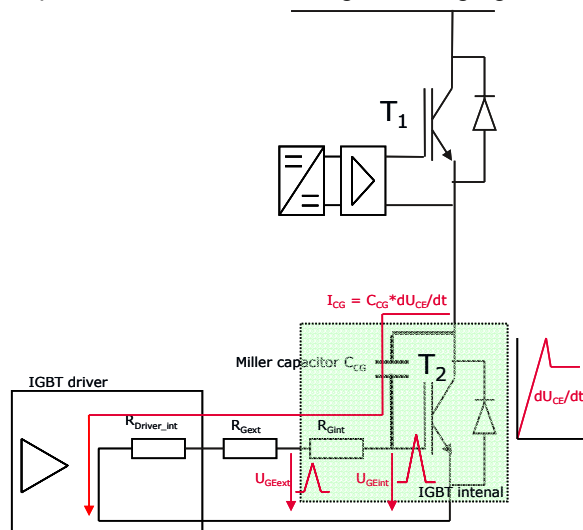 T1
ICG = CCG*dUCE/dt
Miller capacitor CCG
T2
IGBT driver
dUCE/dt
RDriver_int
RGext
RGint
UGEext
UGEint
IGBT intenal